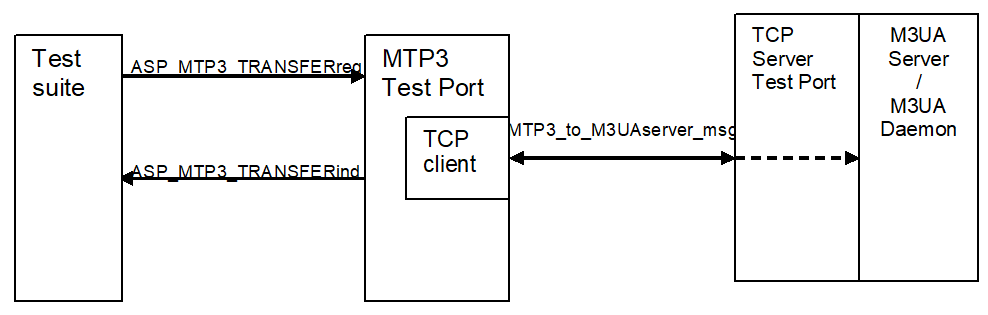 Test
suite
ASP_MTP3_TRANSFERreq
ASP_MTP3_TRANSFERind
MTP3
Test Port
TCP
client
MTP3_to_M3UAserver_msg
TCP
Server
Test Port
M3UA
Server
/
M3UA
Daemon